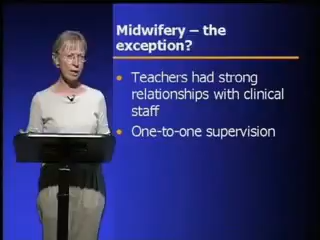 Midwifery – the
exception?
• Teachers had strong
relationships with clinical
staff
• One-to-one supervision